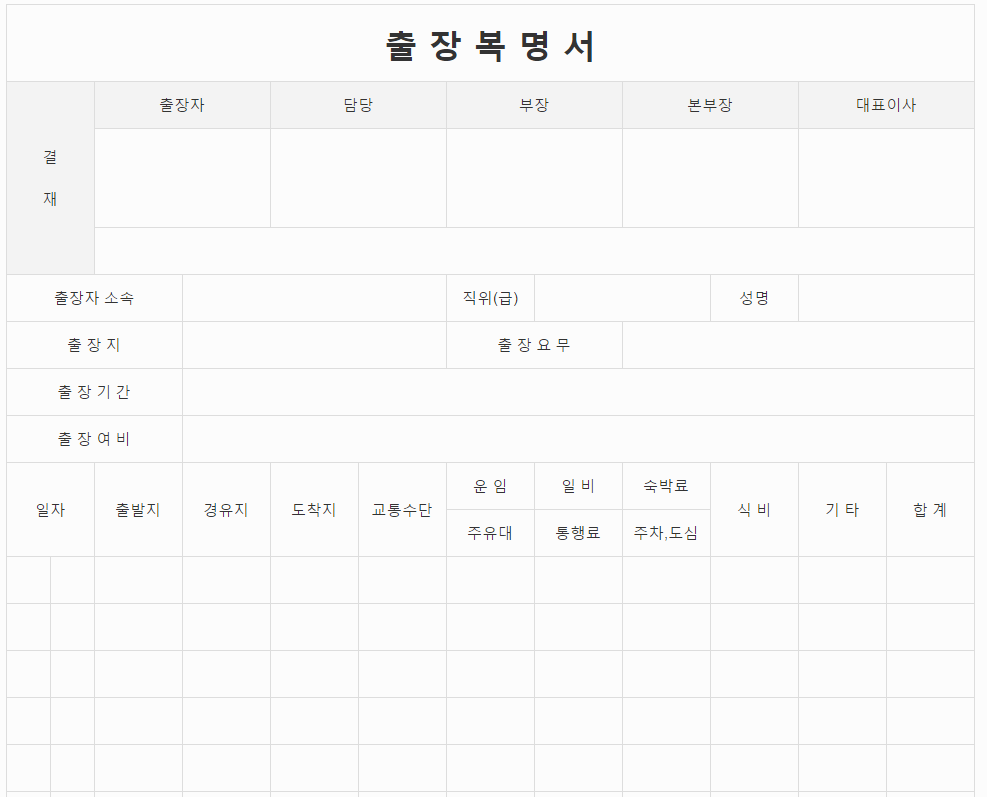 출 장 복 명 서
결
재
출장자 담당 부장 본부장 대표이사
출장자 소속 직위(급) 성명
출 장 지 출 장 요 무
출 장 기 간
출 장 여 비
일자 출발지 경유지 도착지 교통수단 운 임 일 비 숙박료 식 비 기 타 합 계
주유대 통행료 주차,도심